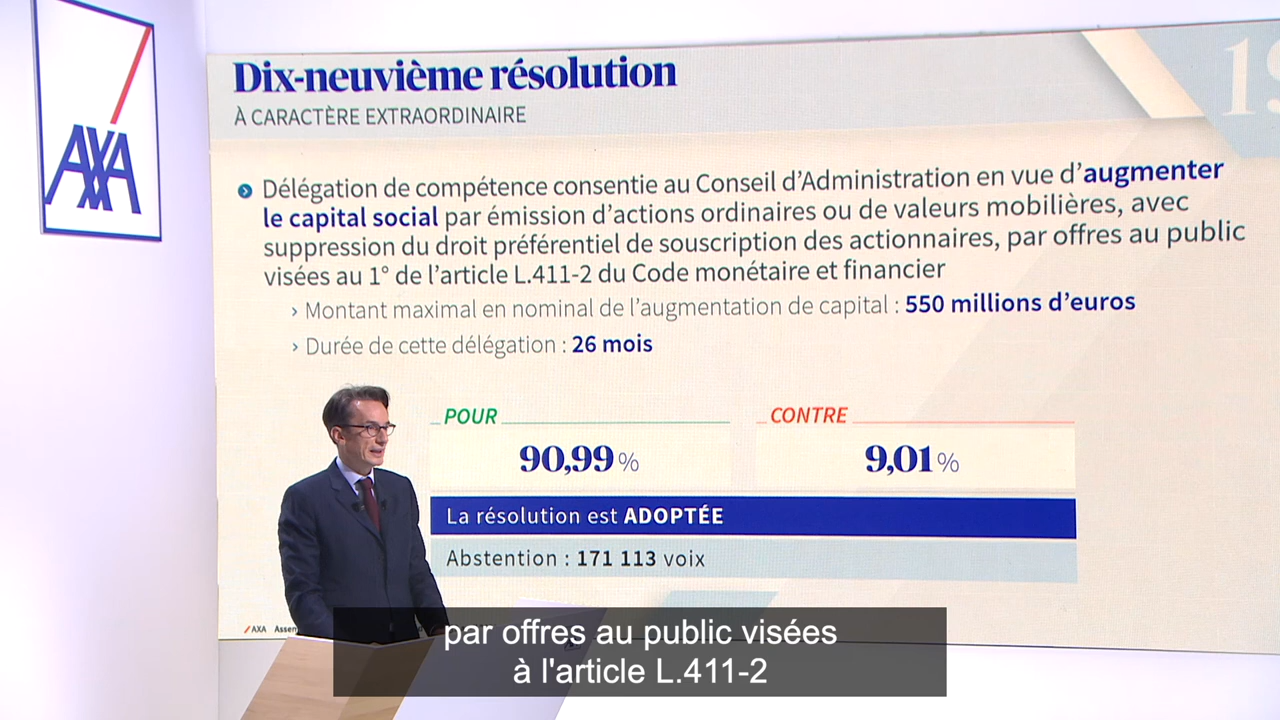 AXA
Dix-neuvième résolution
À CARACTÈRE EXTRAORDINAIRE
19
Délégation de compétence consentie au Conseil d’Administration en vue d’augmenter
le capital social par émission d’actions ordinaires ou de valeurs mobilières, avec
suppression du droit préférentiel de souscription des actionnaires, par offres au public
visées au 1° de l’article L.411-2 du Code monétaire et financier
› Montant maximal en nominal de l’augmentation de capital : 550 millions d’euros
› Durée de cette délégation : 26 mois
POUR
CONTRE
90,99 %
9,01 %
La résolution est ADOPTÉE
Abstention : 171 113 voix
AXA
par offres au public visées
à l'article L.411-2